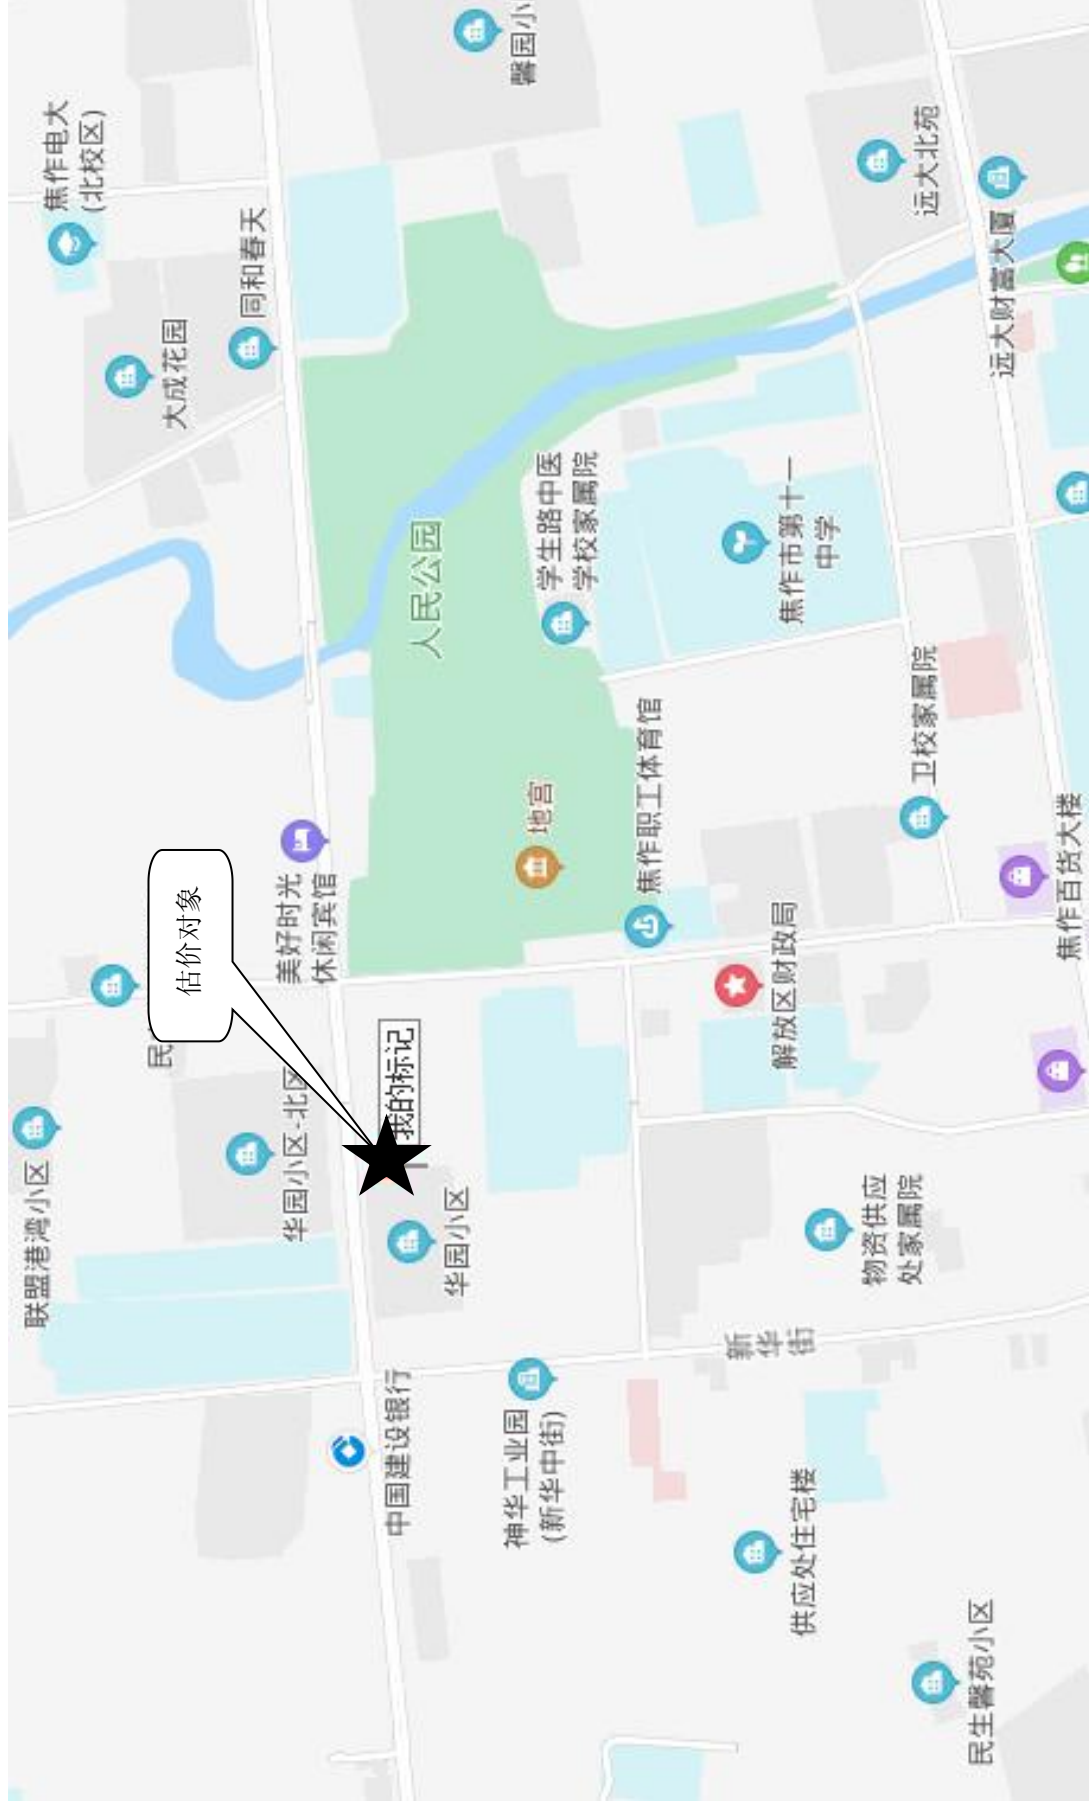 联盟港湾小区
焦作电大
(北校区)
民
大成花园
估价对象
同和春天
华园小区-北区
美好时光
休闲宾馆
中国建设银行
我的标记
人民公园
华园小区
神华工业园
(新华中街)
馨园小
地宫
学生路中医
学校家属院
焦作职工体育馆
新
华
街
解放区财政局
焦作市第十一
中学
供应处住宅楼
物资供应
处家属院
卫校家属院
远大北苑
民生馨苑小区
远大财富大厦
焦作百货大楼